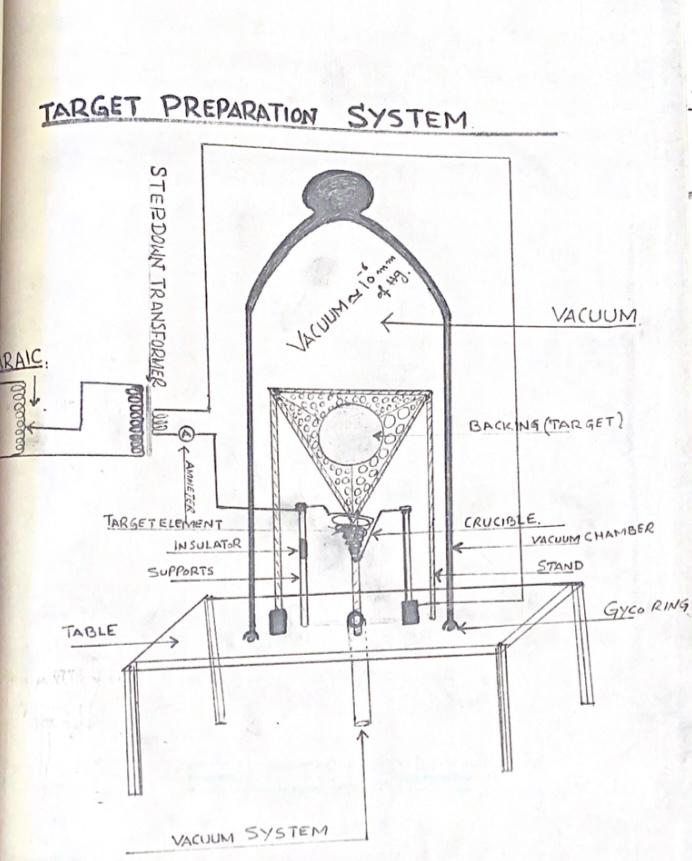 TARGET PREPARATION SYSTEM
STEPDOWN TRANSFORMER
VACUUM ≈ 10⁻⁶ mm
of Hg.
VACUUM.
RAIC.
BACKING (TARGET)
A
AMMETER
TARGET ELEMENT
CRUCIBLE.
INSULATOR
VACUUM CHAMBER
SUPPORTS
STAND
GYCO RING
TABLE
VACUUM SYSTEM